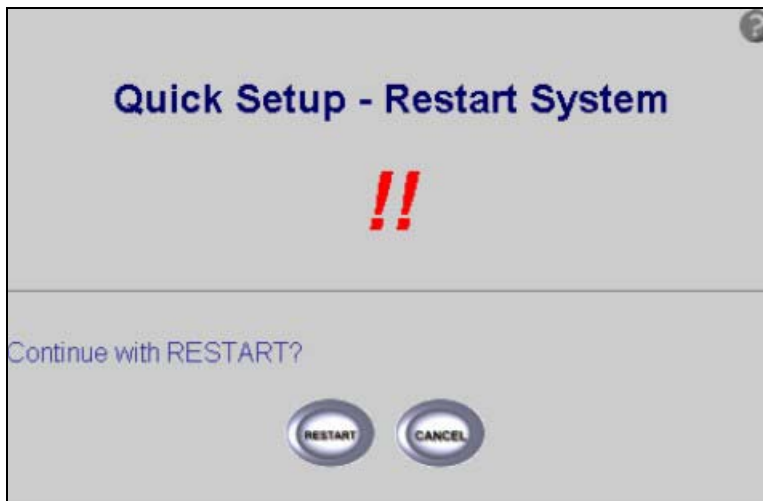 ?
Quick Setup - Restart System
!!
Continue with RESTART?
RESTART CANCEL